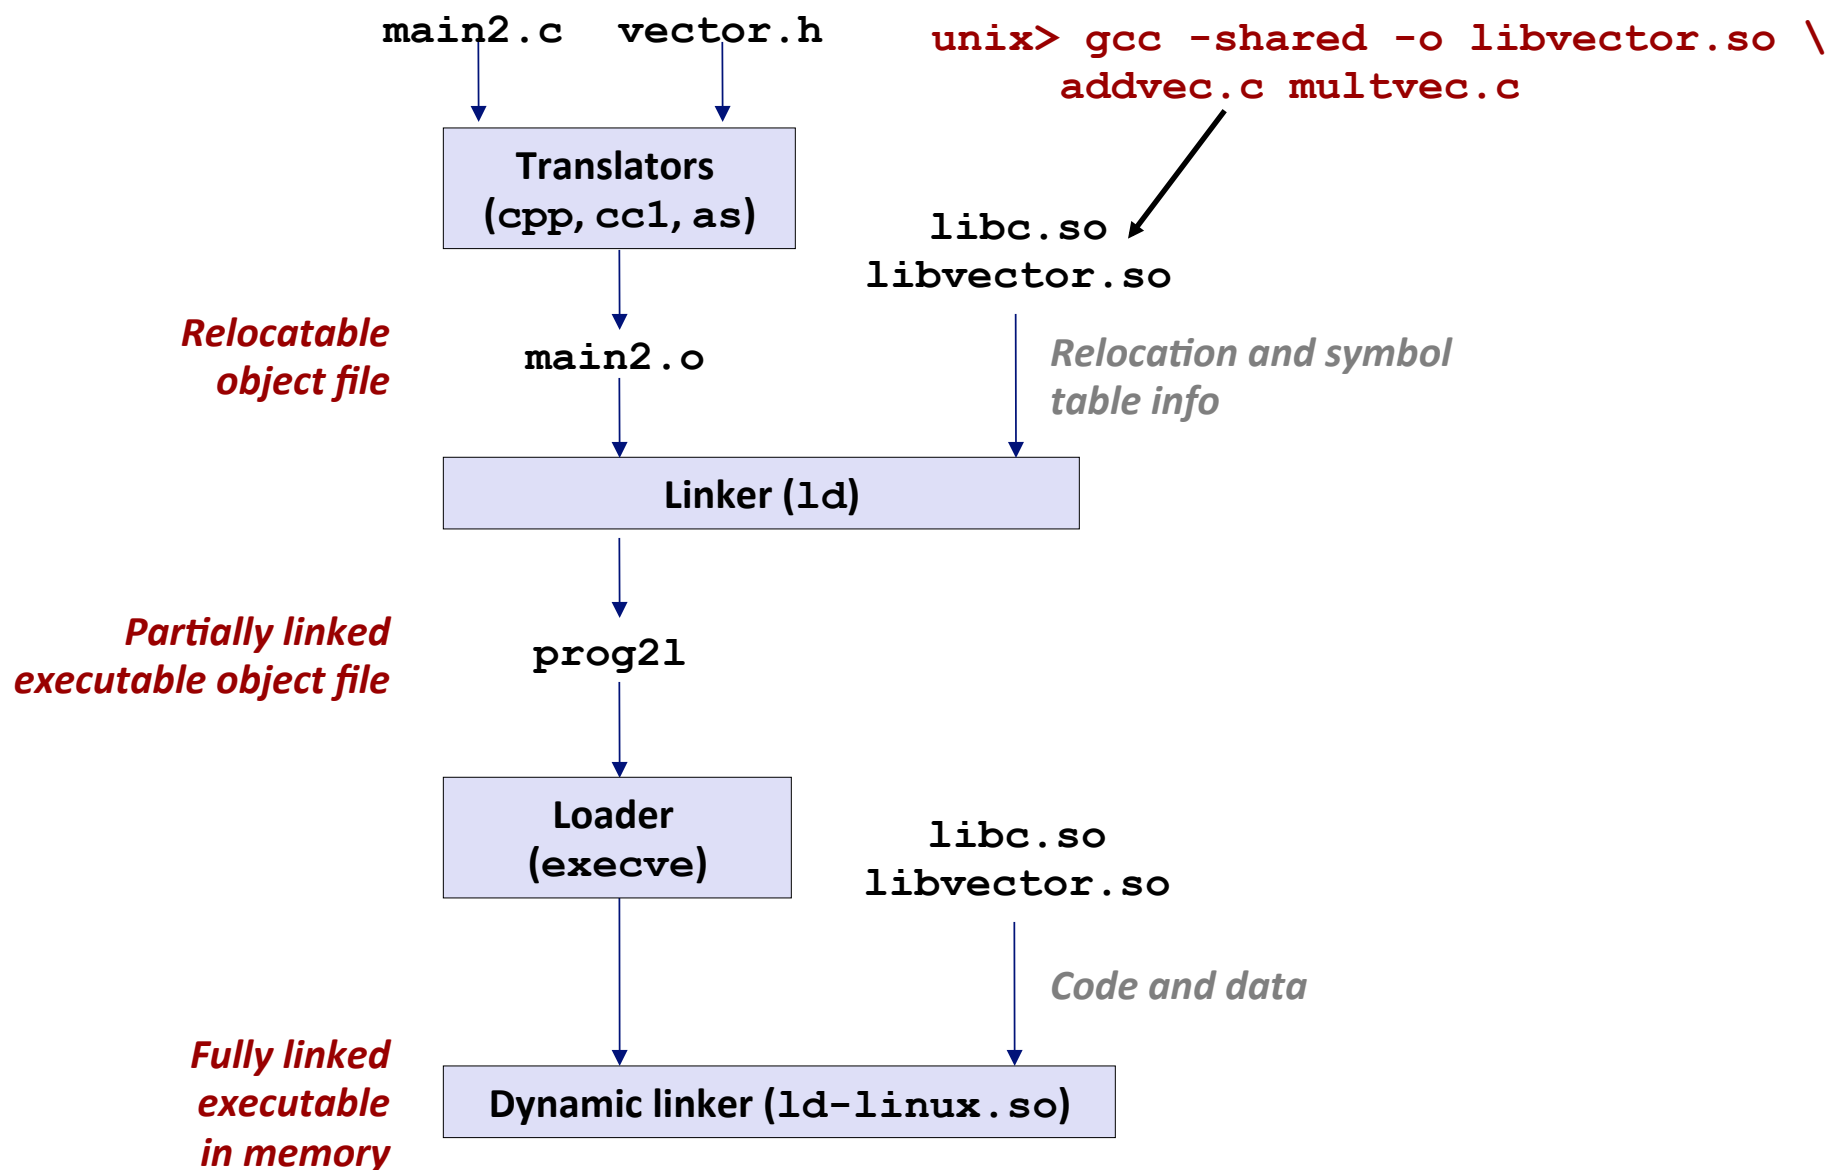 main2.c vector.h
unix> gcc -shared -o libvector.so \
addvec.c multvec.c
Translators
(cpp, cc1, as)
libc.so
libvector.so
Relocatable
object file
main2.o
Relocation and symbol
table info
Linker (ld)
Partially linked
executable object file
prog2l
Loader
(execve)
libc.so
libvector.so
Code and data
Fully linked
executable
in memory
Dynamic linker (ld-linux.so)